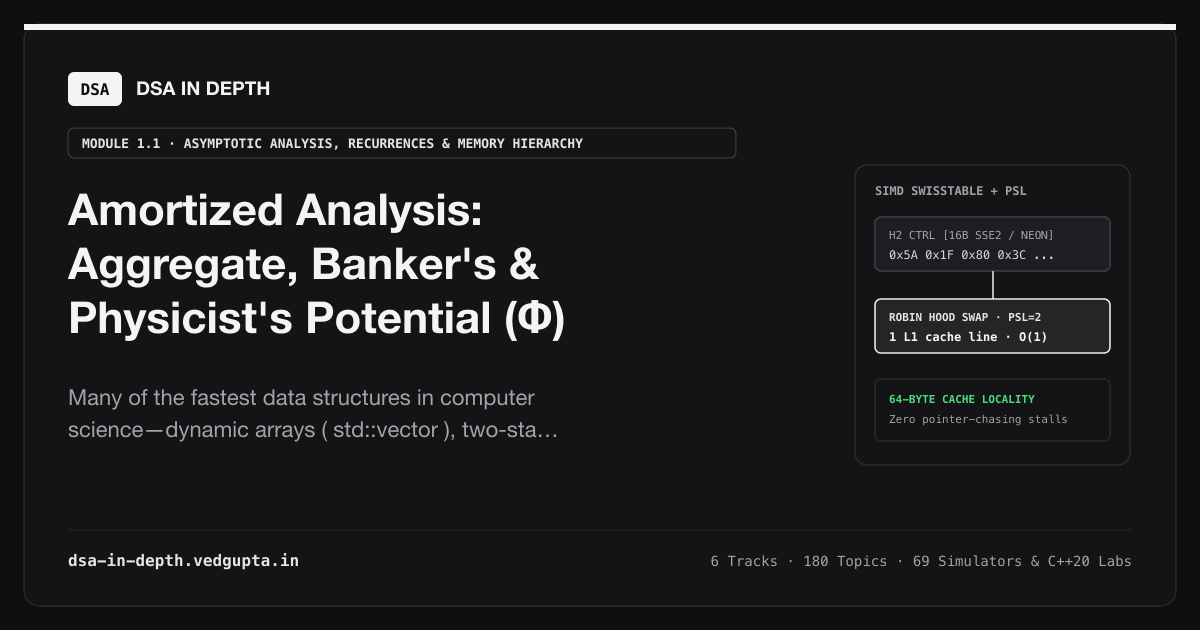 DSA
DSA IN DEPTH
MODULE 1.1 · ASYMPTOTIC ANALYSIS, RECURRENCES & MEMORY HIERARCHY
Amortized Analysis:
Aggregate, Banker's &
Physicist's Potential (Φ)
Many of the fastest data structures in computer
science—dynamic arrays ( std::vector ), two-sta...
SIMD SWISSTABLE + PSL
H2 CTRL [16B SSE2 / NEON]
0x5A 0x1F 0x80 0x3C ...
ROBIN HOOD SWAP · PSL=2
1 L1 cache line · O(1)
64-BYTE CACHE LOCALITY
Zero pointer-chasing stalls
dsa-in-depth.vedgupta.in
6 Tracks · 180 Topics · 69 Simulators & C++20 Labs